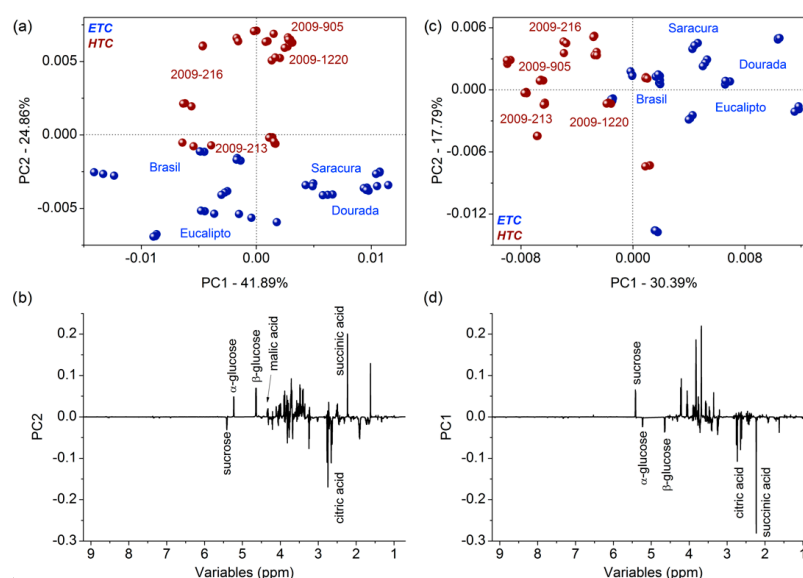 (a)
ETC
HTC
2009-905
2009-1220
2009-216
2009-213
Brasil
Saracura
Dourada
Eucalipto
0.005
0.000
-0.005
PC2 - 24.86%
-0.01
0.00
0.01
PC1 - 41.89%
(c)
0.006
0.000
-0.006
-0.012
PC2 - 17.79%
2009-216
2009-905
2009-213
2009-1220
Saracura
Dourada
Brasil
Eucalipto
ETC
HTC
-0.008
0.000
0.008
PC1 - 30.39%
(b)
0.2
0.1
0.0
-0.1
-0.2
-0.3
PC2
sucrose
α-glucose
β-glucose
malic acid
citric acid
succinic acid
9
8
7
6
5
4
3
2
1
Variables (ppm)
(d)
0.2
0.1
0.0
-0.1
-0.2
-0.3
PC1
sucrose
α-glucose
β-glucose
citric acid
succinic acid
9
8
7
6
5
4
3
2
1
Variables (ppm)